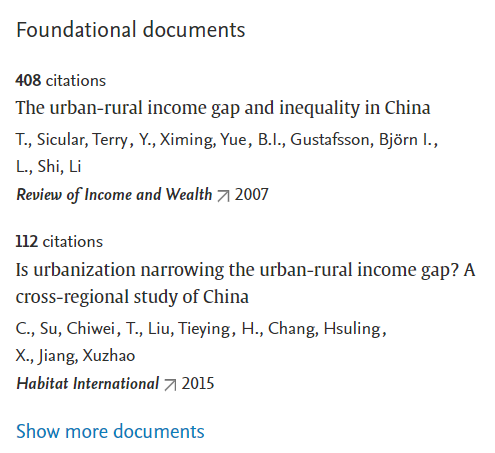 Foundational documents
408 citations
The urban-rural income gap and inequality in China
T., Sicular, Terry, Y., Ximing, Yue, B.I., Gustafsson, Björn I.,
L., Shi, Li
Review of Income and Wealth 2007
112 citations
Is urbanization narrowing the urban-rural income gap? A
cross-regional study of China
C., Su, Chiwei, T., Liu, Tieying, H., Chang, Hsuling,
X., Jiang, Xuzhao
Habitat International 2015
Show more documents